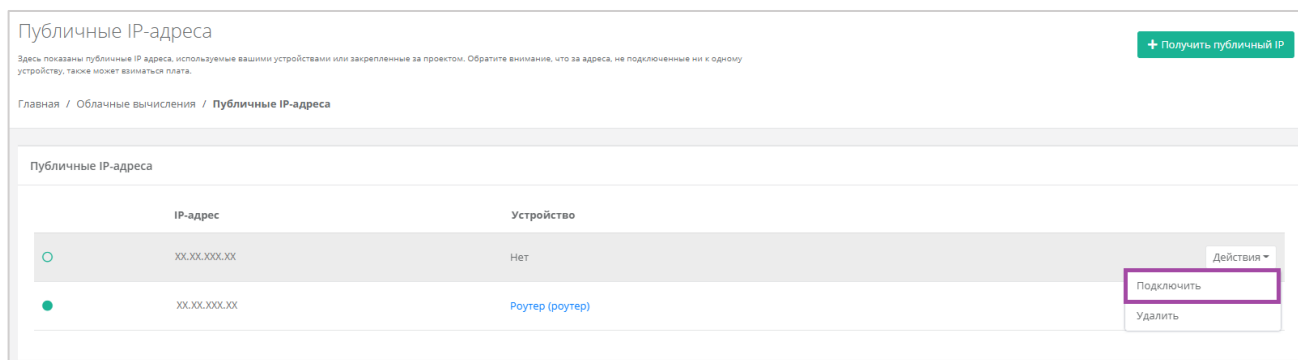 Публичные IP-адреса
+ Получить публичный IP
Здесь показаны публичные IP адреса, используемые вашими устройствами или закрепленные за проектом. Обратите внимание, что за адреса, не подключенные ни к одному
устройству, также может взиматься плата.
Главная / Облачные вычисления / Публичные IP-адреса
Публичные IP-адреса
IP-адрес Устройство
XX.XX.XXX.XX Нет Действия
Подключить
XX.XX.XXX.XX Роутер (роутер)
Удалить